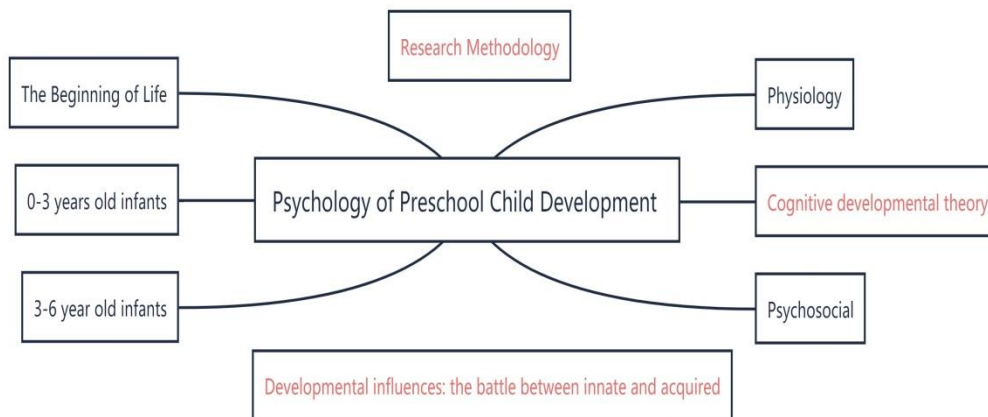 Research Methodology
The Beginning of Life
Physiology
0-3 years old infants
Psychology of Preschool Child Development
Cognitive developmental theory
3-6 year old infants
Psychosocial
Developmental influences: the battle between innate and acquired